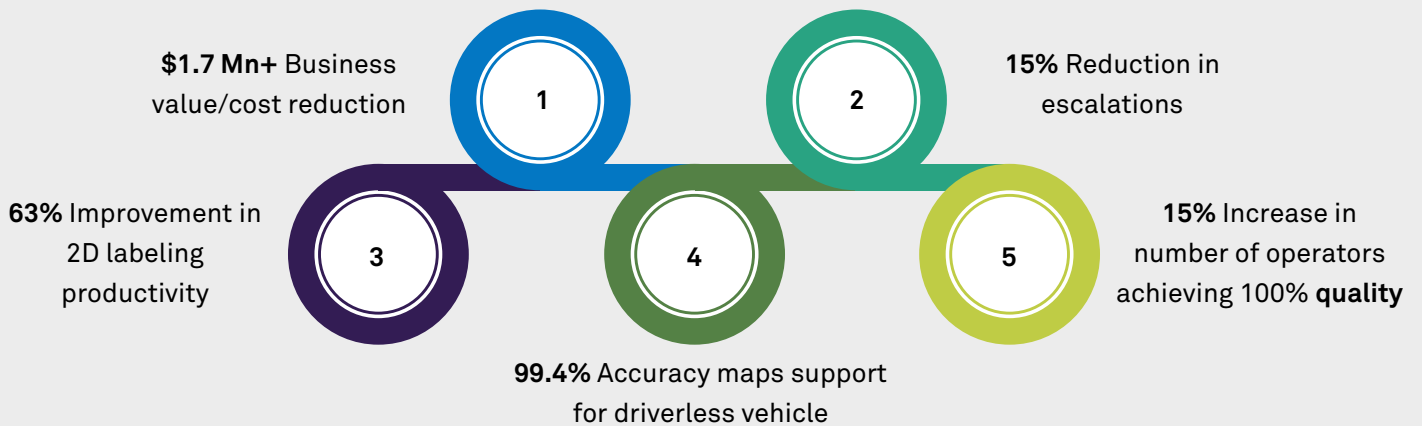 $1.7 Mn+ Business
value/cost reduction
1
2
15% Reduction in
escalations
63% Improvement in
2D labeling
productivity
3
4
5
15% Increase in
number of operators
achieving 100% quality
99.4% Accuracy maps support
for driverless vehicle